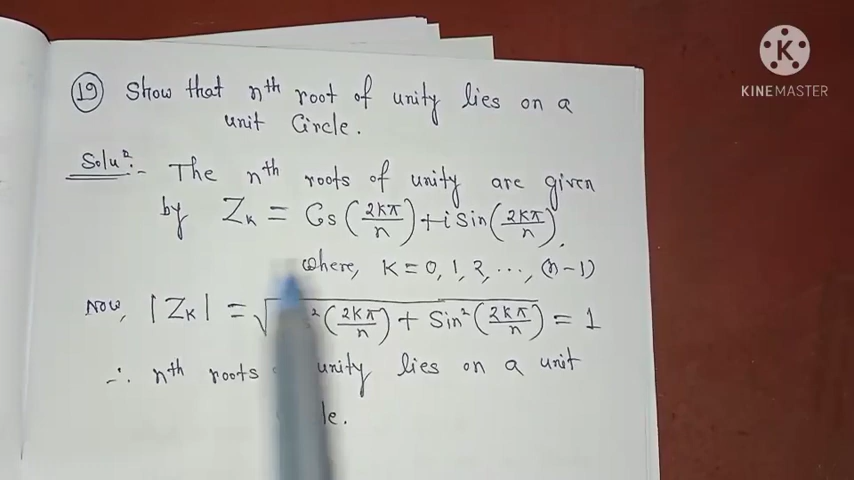 19 Show that nth root of unity lies on a
unit Circle.
Soluⁿ:- The nth roots of unity are given
by Zₖ = Cos(2kπ/n) + i Sin(2kπ/n),
where, K = 0, 1, 2, ..., (n-1)
Now, |Zₖ| = √ ² (2kπ/n) + Sin² (2kπ/n) = 1
∴ nth roots unity lies on a unit
K
KINEMASTER